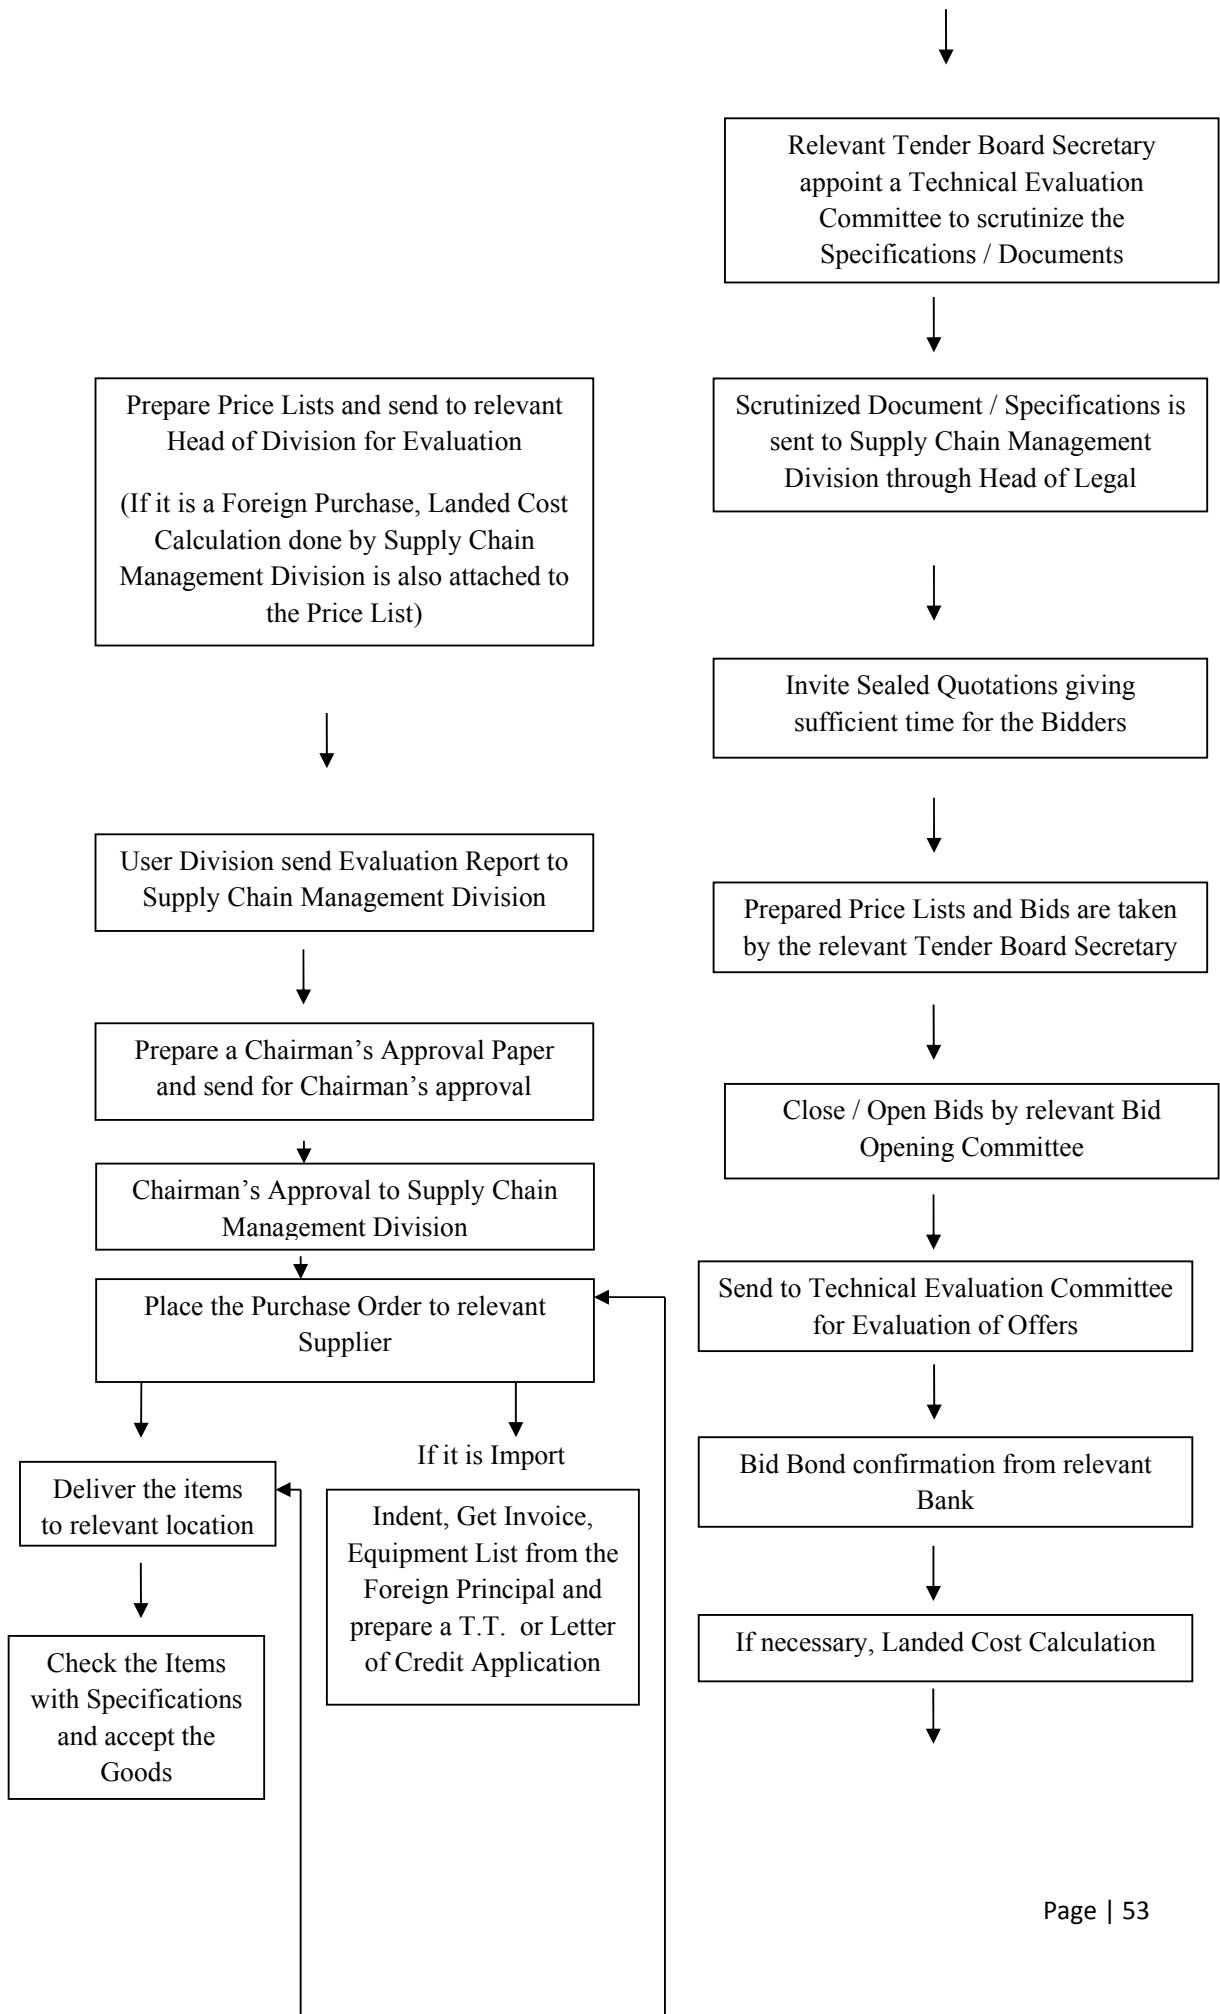 Relevant Tender Board Secretary
appoint a Technical Evaluation
Committee to scrutinize the
Specifications / Documents
Prepare Price Lists and send to relevant
Head of Division for Evaluation
(If it is a Foreign Purchase, Landed Cost
Calculation done by Supply Chain
Management Division is also attached to
the Price List)
Scrutinized Document / Specifications is
sent to Supply Chain Management
Division through Head of Legal
Invite Sealed Quotations giving
sufficient time for the Bidders
User Division send Evaluation Report to
Supply Chain Management Division
Prepared Price Lists and Bids are taken
by the relevant Tender Board Secretary
Prepare a Chairman’s Approval Paper
and send for Chairman’s approval
Close / Open Bids by relevant Bid
Opening Committee
Chairman’s Approval to Supply Chain
Management Division
Place the Purchase Order to relevant
Supplier
Send to Technical Evaluation Committee
for Evaluation of Offers
If it is Import
Deliver the items
to relevant location
Indent, Get Invoice,
Equipment List from the
Foreign Principal and
prepare a T.T. or Letter
of Credit Application
Bid Bond confirmation from relevant
Bank
Check the Items
with Specifications
and accept the
Goods
If necessary, Landed Cost Calculation
Page | 53